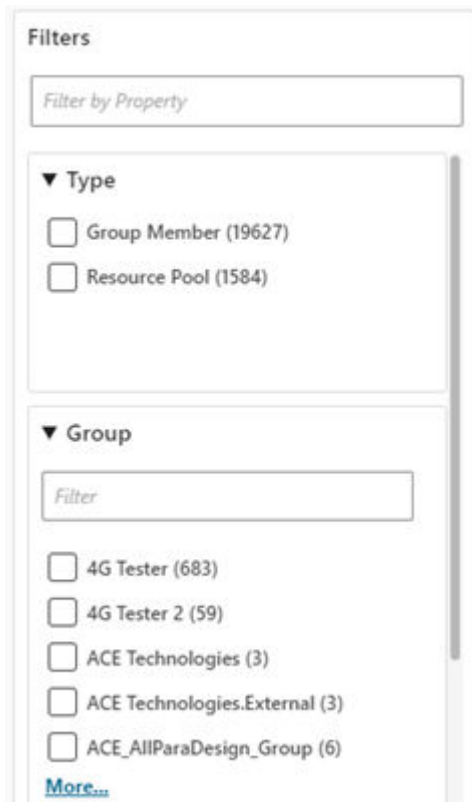 Filters
Filter by Property
Type
Group Member (19627)
Resource Pool (1584)
Group
Filter
4G Tester (683)
4G Tester 2 (59)
ACE Technologies (3)
ACE Technologies.External (3)
ACE_AllParaDesign_Group (6)
More...